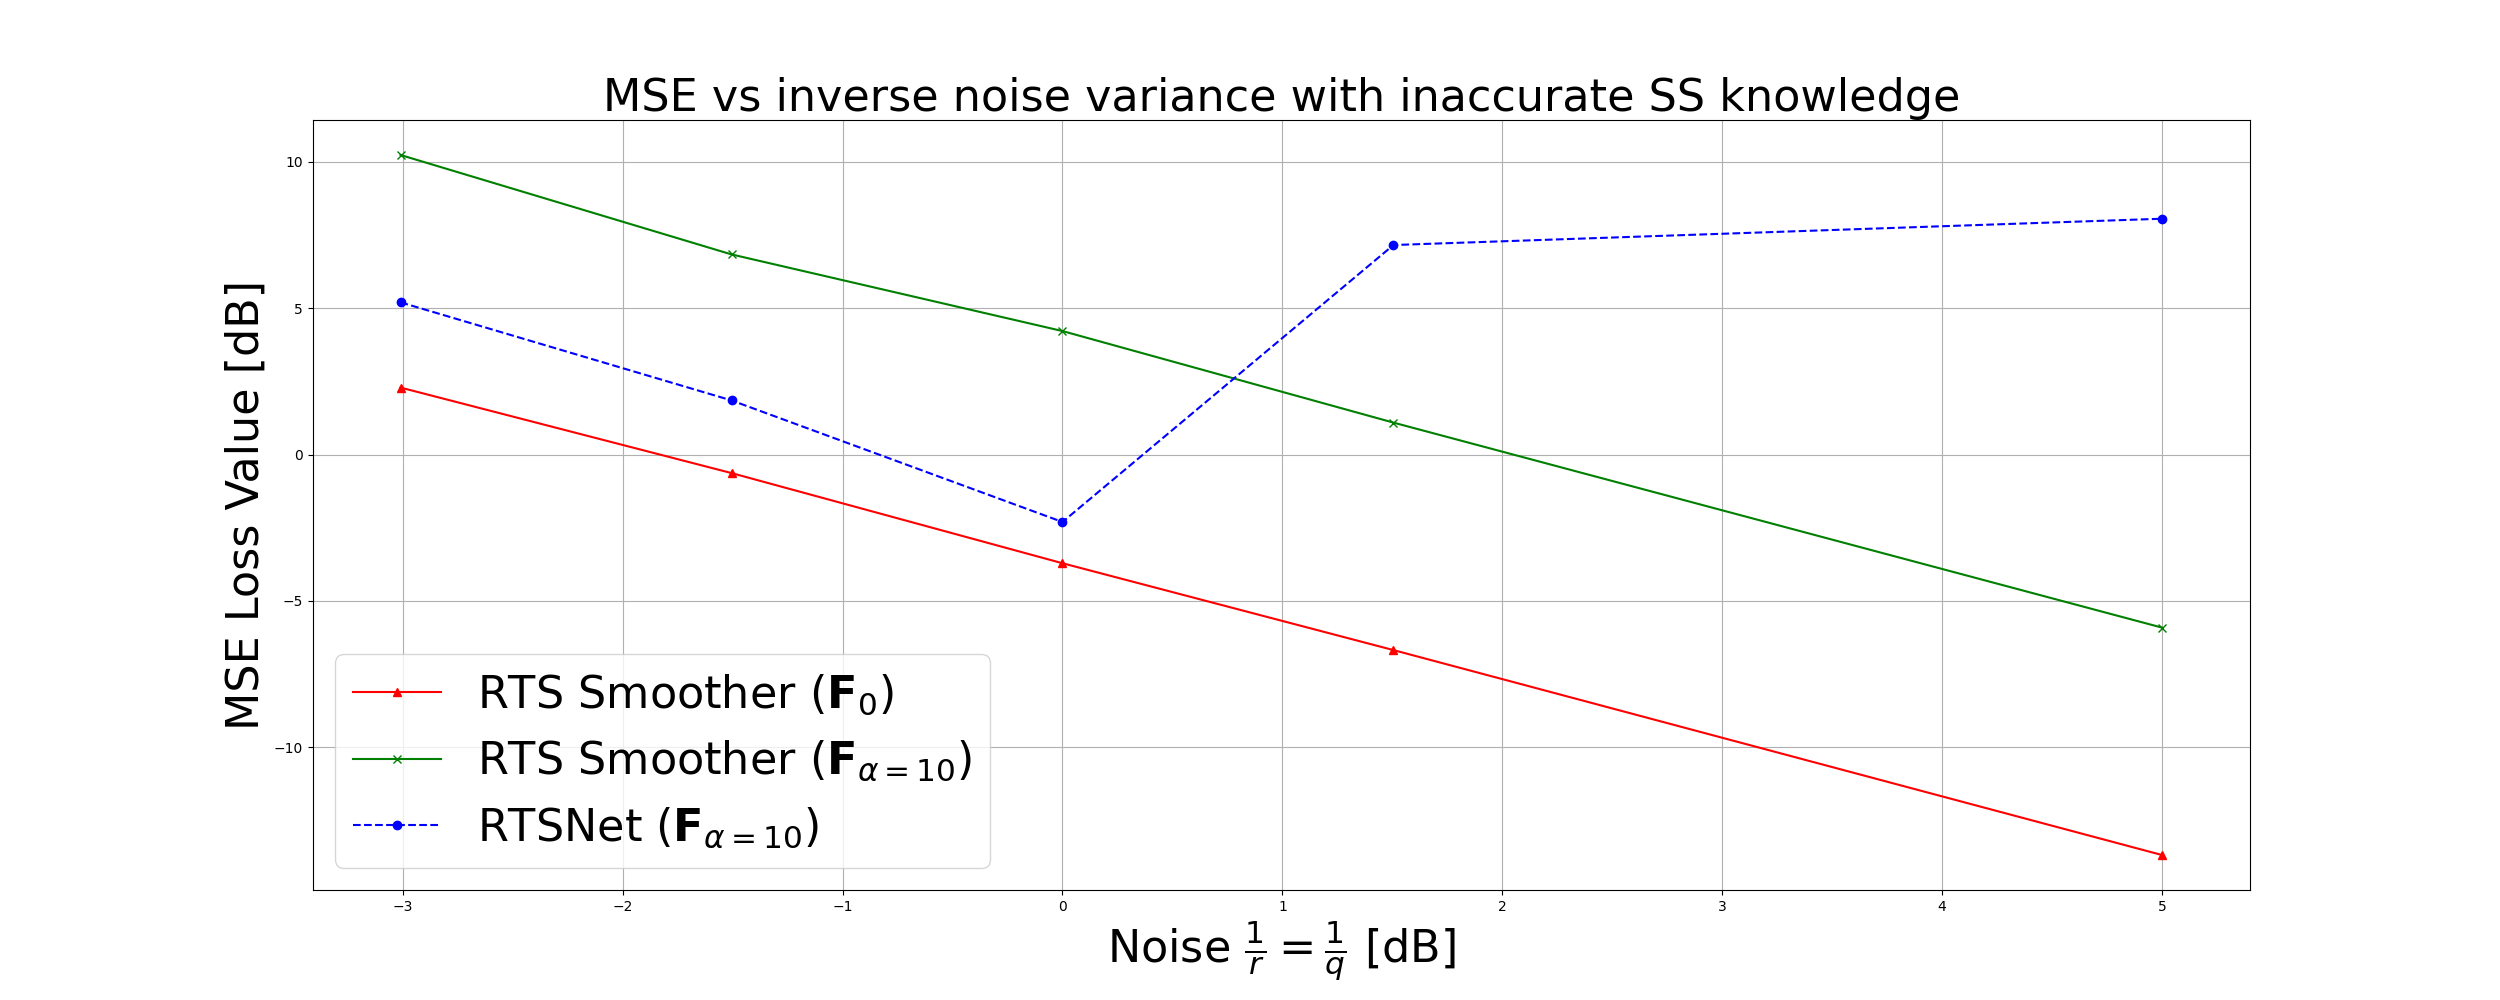 MSE vs inverse noise variance with inaccurate SS knowledge
MSE Loss Value [dB]
10
5
0
−5
−10
RTS Smoother (F₀)
RTS Smoother (F_α=10)
RTSNet (F_α=10)
−3 −2 −1 0 1 2 3 4 5
Noise 1/r = 1/q [dB]